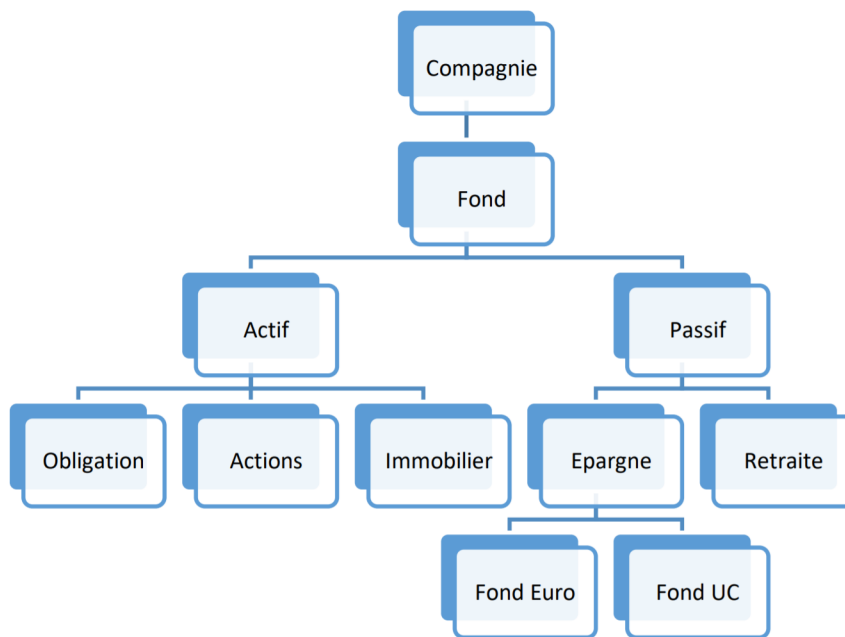 Compagnie
Fond
Actif
Passif
Obligation
Actions
Immobilier
Epargne
Retraite
Fond Euro
Fond UC